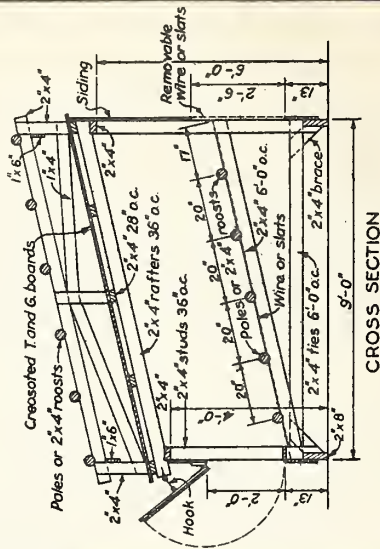 Poles or 2"x4" roosts
Creosoted T. and G. boards
1"x6"
1"x4"
2"x4"
Siding
2"x4"
2"x4" 28" o.c.
2"x4" rafters 36" o.c.
2"x4" studs 36" o.c.
2"x4"
1"x6"
2"x4"
Hook
4'-0"
2'-0"
13"
2"x8"
20"
20"
20"
20"
17"
Poles or 2"x4" roosts
2"x4" 6'-0" o.c.
Wire or slats
2"x4" ties 6'-0" o.c.
2"x4" brace
Removable
wire or slats
6'-0"
2'-6"
13"
9'-0"
CROSS SECTION